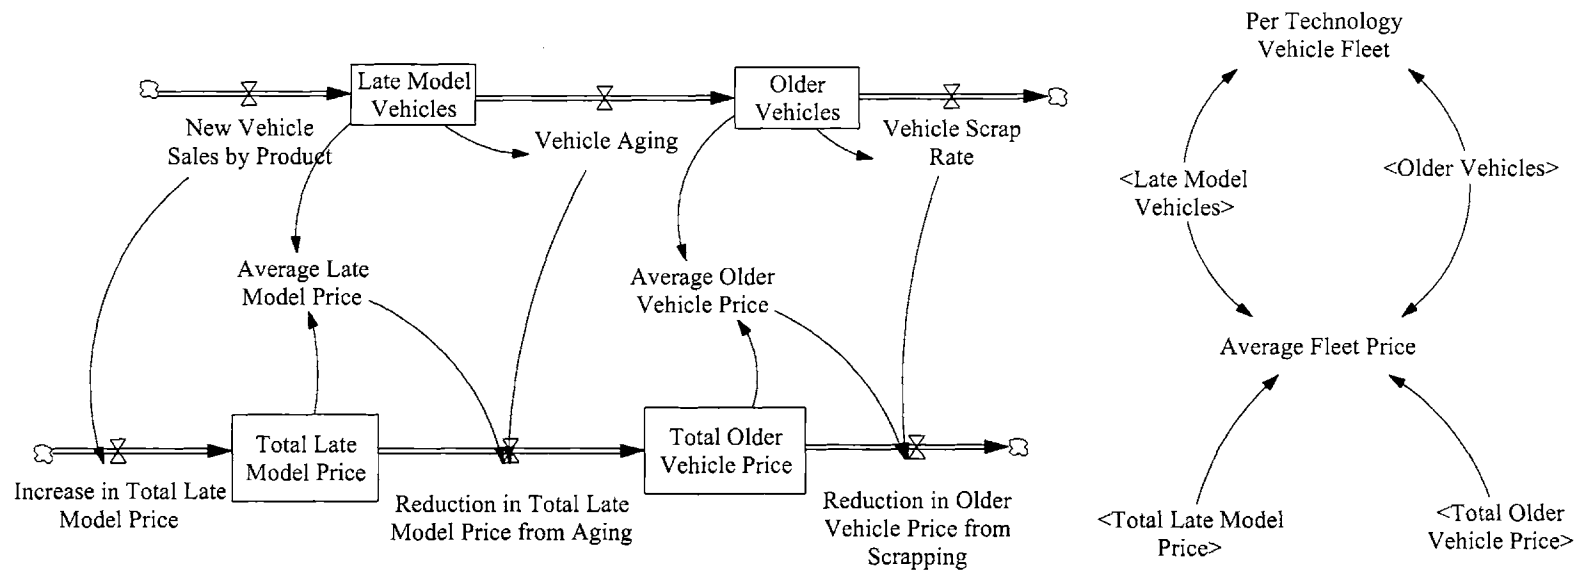 Per Technology
Vehicle Fleet
Late Model
Vehicles
Older
Vehicles
New Vehicle
Sales by Product
Vehicle Aging
Vehicle Scrap
Rate
<Late Model
Vehicles>
<Older Vehicles>
Average Late
Model Price
Average Older
Vehicle Price
Average Fleet Price
Total Late
Model Price
Total Older
Vehicle Price
Increase in Total Late
Model Price
Reduction in Total Late
Model Price from Aging
Reduction in Older
Vehicle Price from
Scrapping
<Total Late Model
Price>
<Total Older
Vehicle Price>